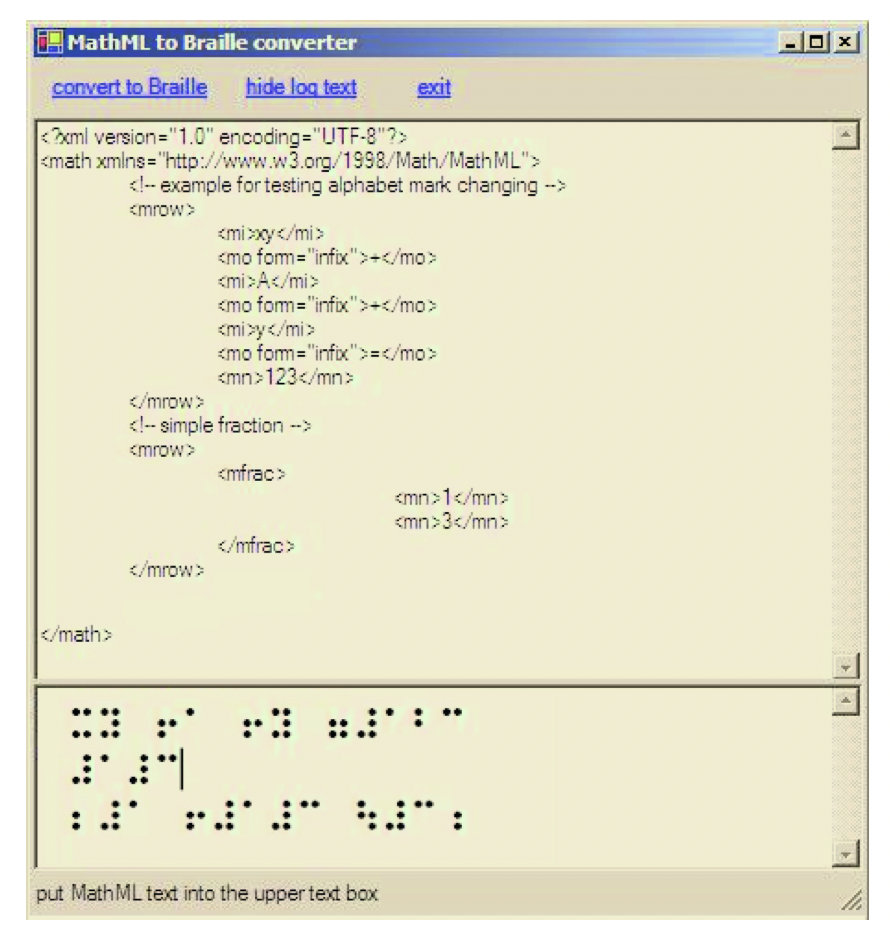 MathML to Braille converter
convert to Braille hide log text exit
<?xml version="1.0" encoding="UTF-8"?>
<math xmlns="http://www.w3.org/1998/Math/MathML">
<!-- example for testing alphabet mark changing -->
<mrow>
<mi>xy</mi>
<mo form="infix">+</mo>
<mi>A</mi>
<mo form="infix">+</mo>
<mi>y</mi>
<mo form="infix">=</mo>
<mn>123</mn>
</mrow>
<!-- simple fraction -->
<mrow>
<mfrac>
<mn>1</mn>
<mn>3</mn>
</mfrac>
</mrow>
</math>
⠭⠽ ⠖⠁ ⠖⠽ ⠶⠼⠁⠃⠉
⠼⠁⠼⠉
put MathML text into the upper text box